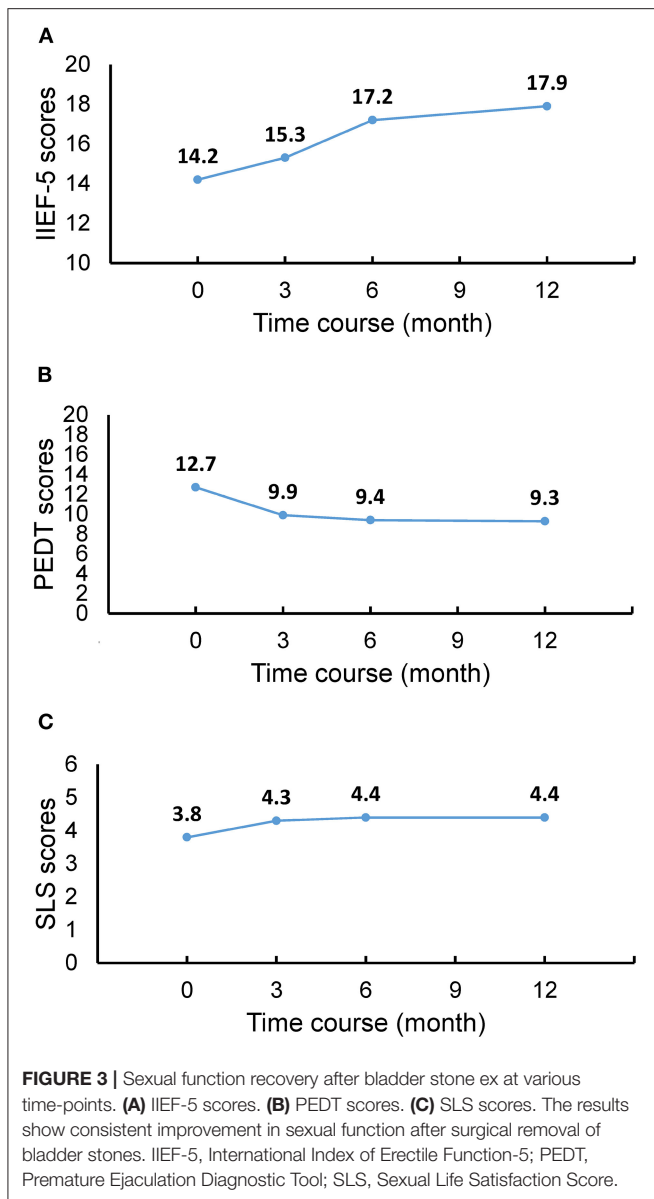 A
IIEF-5 scores
20
18
16
14
12
10
14.2
15.3
17.2
17.9
0 3 6 9 12
Time course (month)
B
PEDT scores
20
18
16
14
12
10
8
6
4
2
0
12.7
9.9
9.4
9.3
0 3 6 9 12
Time course (month)
C
SLS scores
6
5
4
3
2
1
0
3.8
4.3
4.4
4.4
0 3 6 9 12
Time course (month)
FIGURE 3 | Sexual function recovery after bladder stone ex at various
time-points. (A) IIEF-5 scores. (B) PEDT scores. (C) SLS scores. The results
show consistent improvement in sexual function after surgical removal of
bladder stones. IIEF-5, International Index of Erectile Function-5; PEDT,
Premature Ejaculation Diagnostic Tool; SLS, Sexual Life Satisfaction Score.